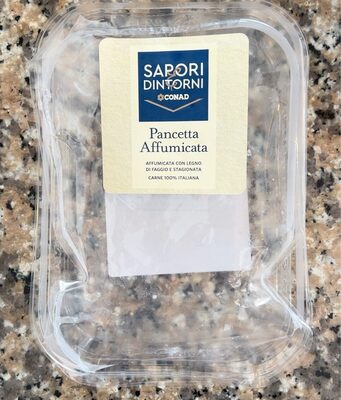 SAPORI
&
DINTORNI
CONAD
Pancetta
Affumicata
AFFUMICATA CON LEGNO
DI FAGGIO E STAGIONATA
CARNE 100% ITALIANA